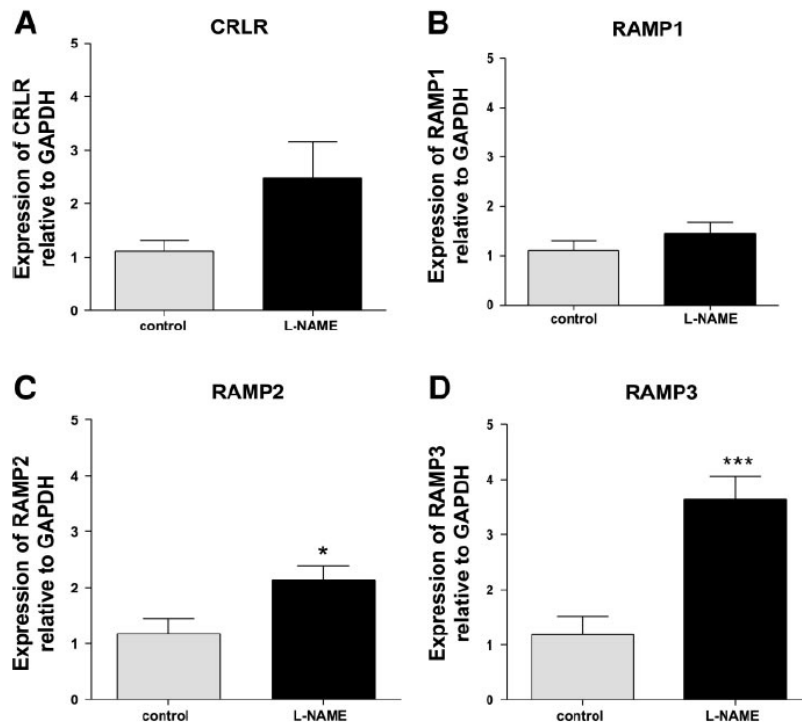 A
CRLR
Expression of CRLR
relative to GAPDH
5
4
3
2
1
0
control
L-NAME
B
RAMP1
Expression of RAMP1
relative to GAPDH
5
4
3
2
1
0
control
L-NAME
C
RAMP2
Expression of RAMP2
relative to GAPDH
5
4
3
2
1
0
*
control
L-NAME
D
RAMP3
Expression of RAMP3
relative to GAPDH
5
4
3
2
1
0
***
control
L-NAME